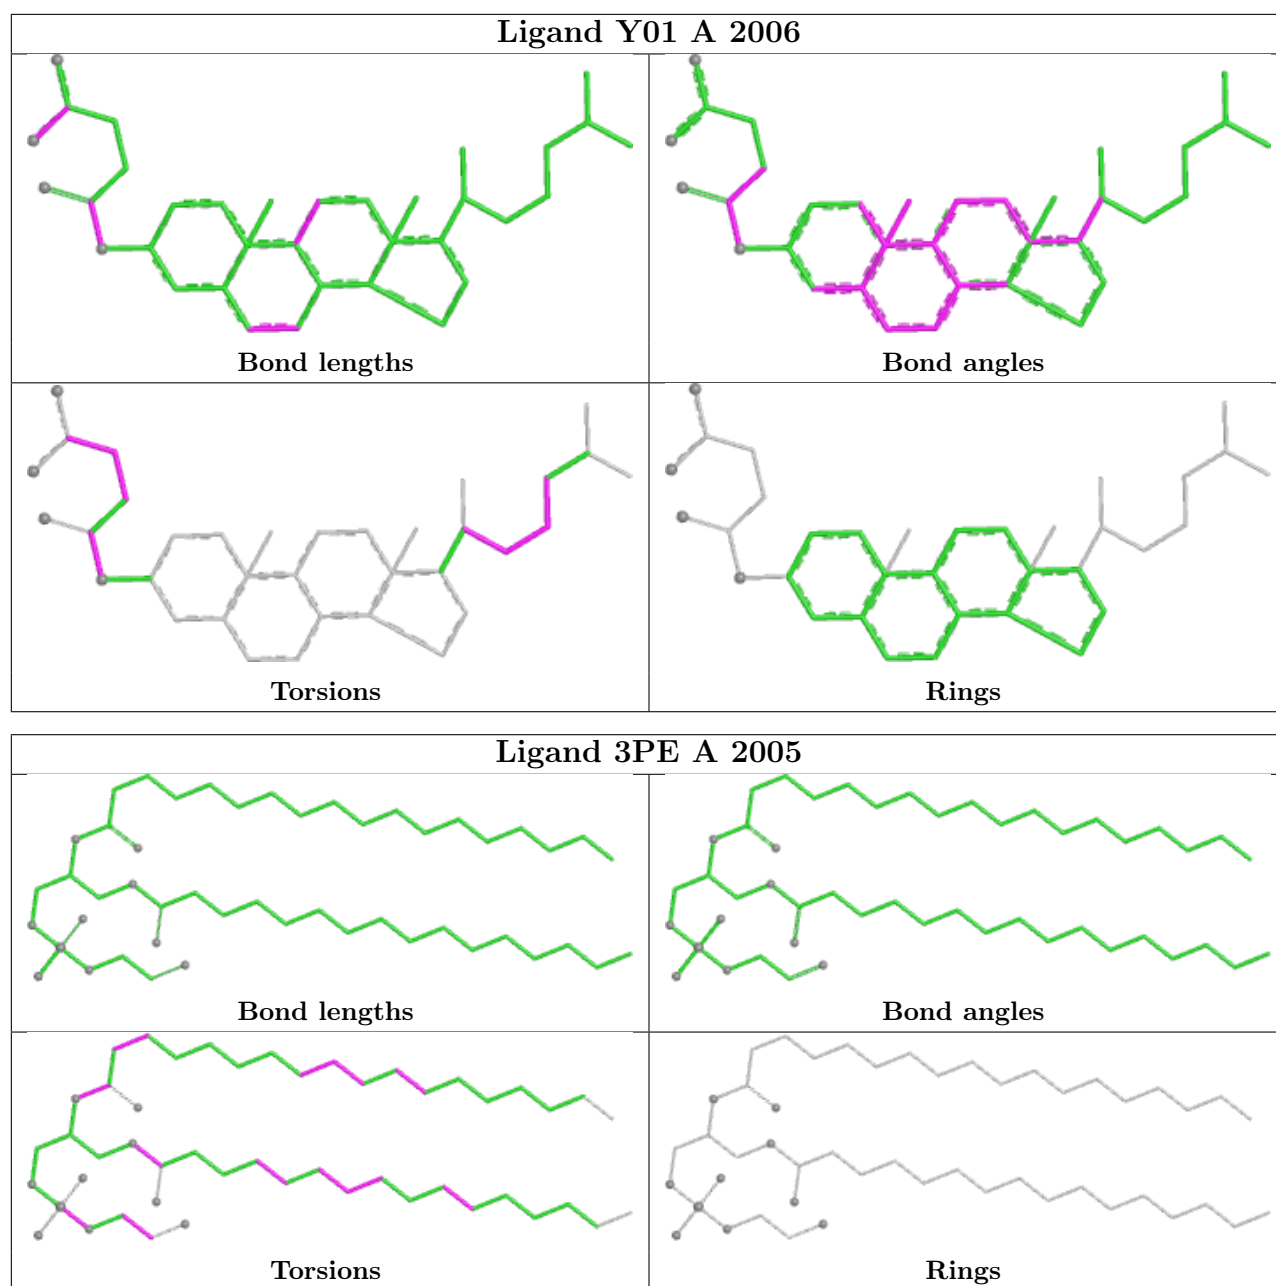 Ligand Y01 A 2006
Bond lengths
Bond angles
Torsions
Rings
Ligand 3PE A 2005
Bond lengths
Bond angles
Torsions
Rings